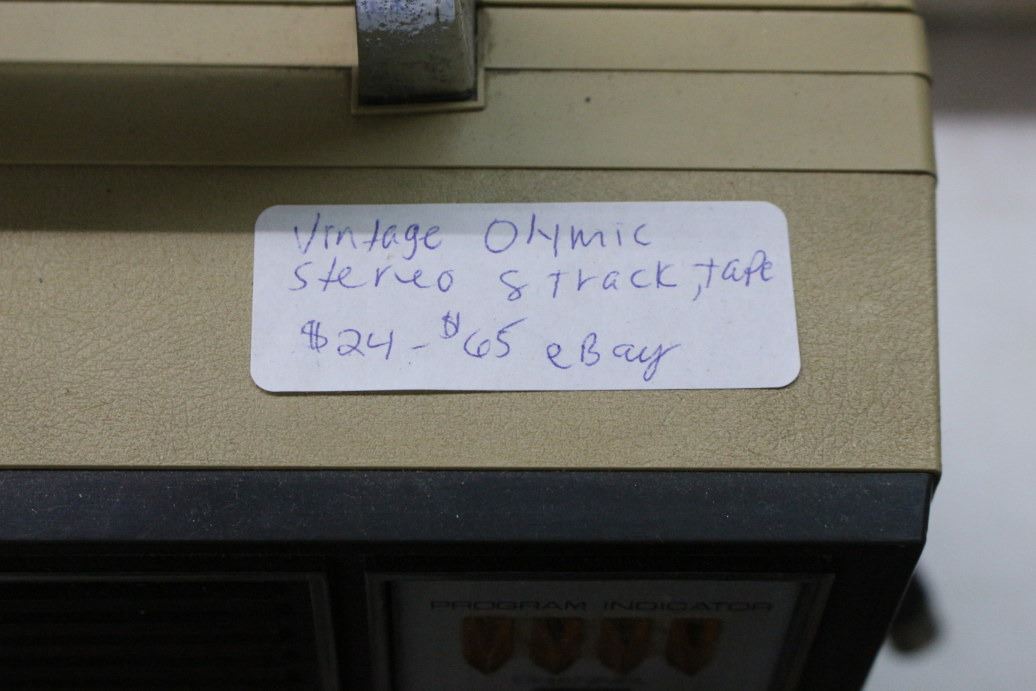 Vintage Olymic
Stereo 8 Track, Tape
$24 - $65 eBay
PROGRAM INDICATOR